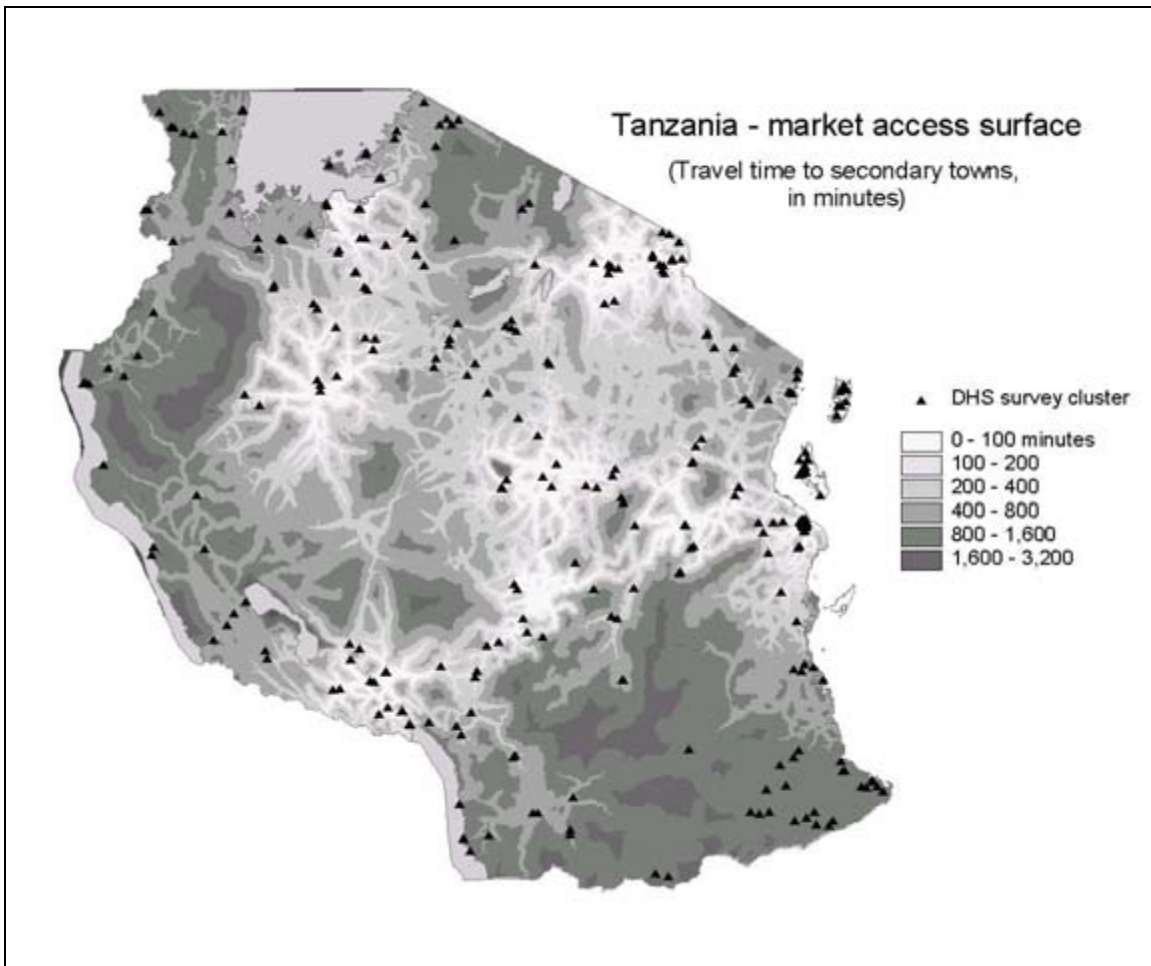 Tanzania - market access surface
(Travel time to secondary towns,
in minutes)
DHS survey cluster
0 - 100 minutes
100 - 200
200 - 400
400 - 800
800 - 1,600
1,600 - 3,200